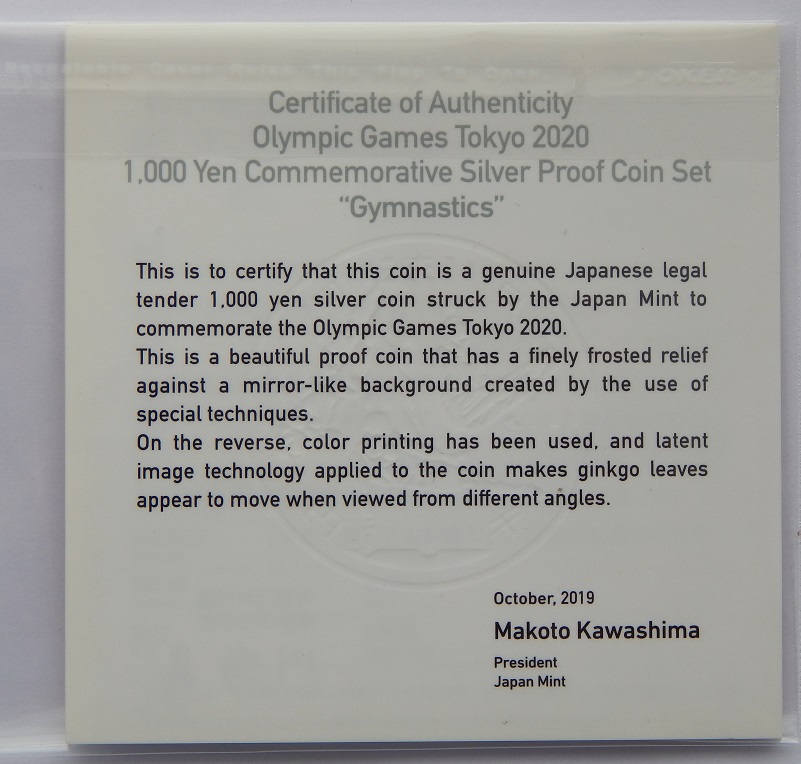 Certificate of Authenticity
Olympic Games Tokyo 2020
1,000 Yen Commemorative Silver Proof Coin Set
“Gymnastics”
This is to certify that this coin is a genuine Japanese legal
tender 1,000 yen silver coin struck by the Japan Mint to
commemorate the Olympic Games Tokyo 2020.
This is a beautiful proof coin that has a finely frosted relief
against a mirror-like background created by the use of
special techniques.
On the reverse, color printing has been used, and latent
image technology applied to the coin makes ginkgo leaves
appear to move when viewed from different angles.
October, 2019
Makoto Kawashima
President
Japan Mint